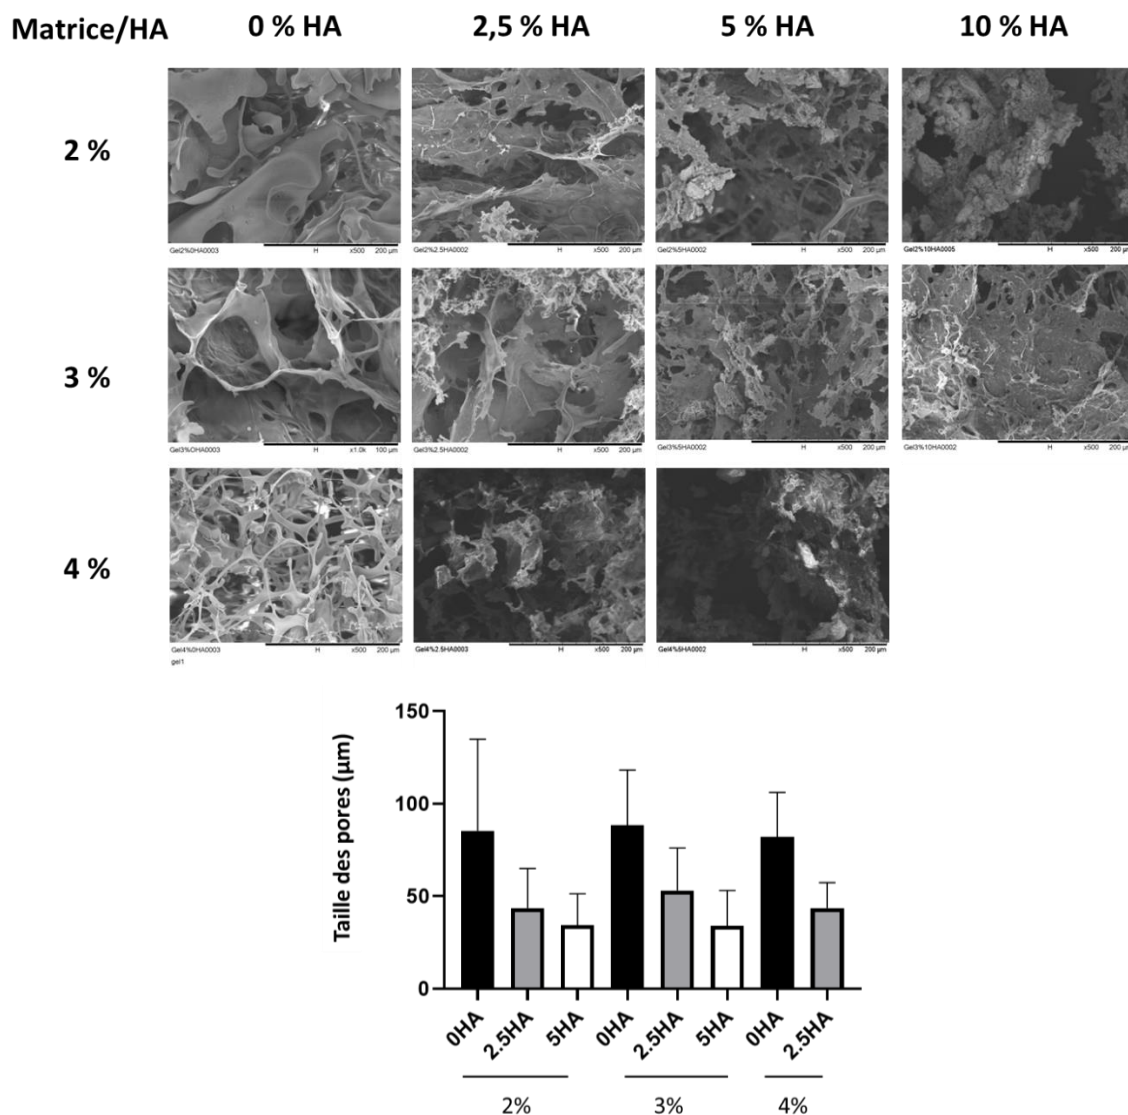 Matrice/HA 0 % HA 2,5 % HA 5 % HA 10 % HA
2 %
Gel2%0HA0003 H x500 200 µm
Gel2%2.5HA0002 H x500 200 µm
Gel2%5HA0002 H x500 200 µm
Gel2%10HA0005 H x500 200 µm
3 %
Gel3%0HA0003 H x1.0k 100 µm
Gel3%2.5HA0002 H x500 200 µm
Gel3%5HA0002 H x500 200 µm
Gel3%10HA0002 H x500 200 µm
4 %
Gel4%0HA0003 H x500 200 µm
gel1
Gel4%2.5HA0003 H x500 200 µm
Gel4%5HA0002 H x500 200 µm
Taille des pores (µm)
150
100
50
0
0HA 2.5HA 5HA 0HA 2.5HA 5HA 0HA 2.5HA
2% 3% 4%